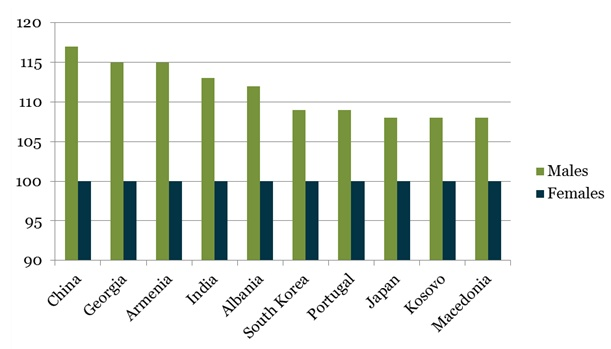 120
115
110
105
100
95
90
China
Georgia
Armenia
India
Albania
South Korea
Portugal
Japan
Kosovo
Macedonia
Males
Females